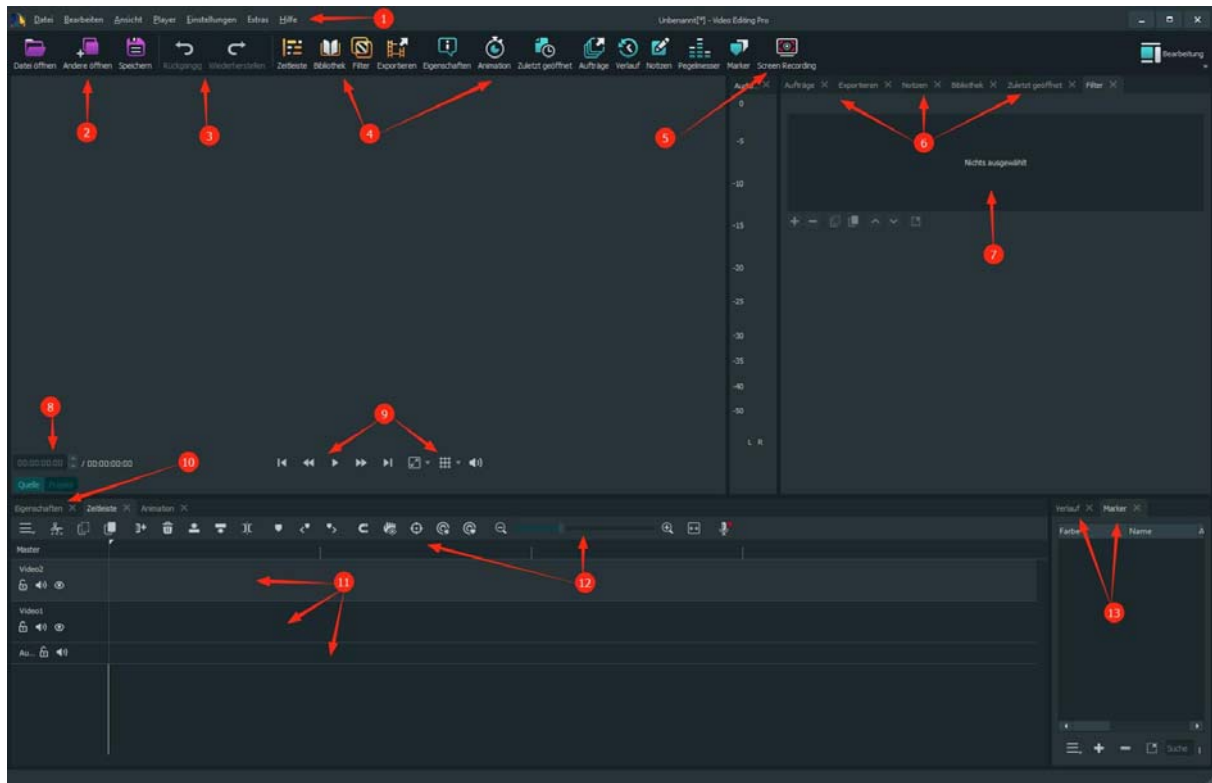 Datei Bearbeiten Ansicht Player Einstellungen Extras Hilfe 1 Unbenannt[*] - Video Editing Pro
Datei öffnen Andere öffnen Speichern Rückgängig Wiederherstellen Zeitleiste Bibliothek Filter Exportieren Eigenschaften Animation Zuletzt geöffnet Aufträge Verlauf Notizen Pegelmesser Marker Screen Recording Bearbeitung
Aufträge Exportieren Notizen Bibliothek Zuletzt geöffnet Filter
0
2 3 4 5 6
-5
Nichts ausgewählt
-10
-15
7
-20
-25
-30
-35
-40
8 9 -50
L R
00:00:00:00 / 00:00:00:00 10
Quelle Projekt
Eigenschaften Zeitleiste Animation Verlauf Marker
Master Farbe Name A
Video2
11 12
Video1 13
Au...
Suche